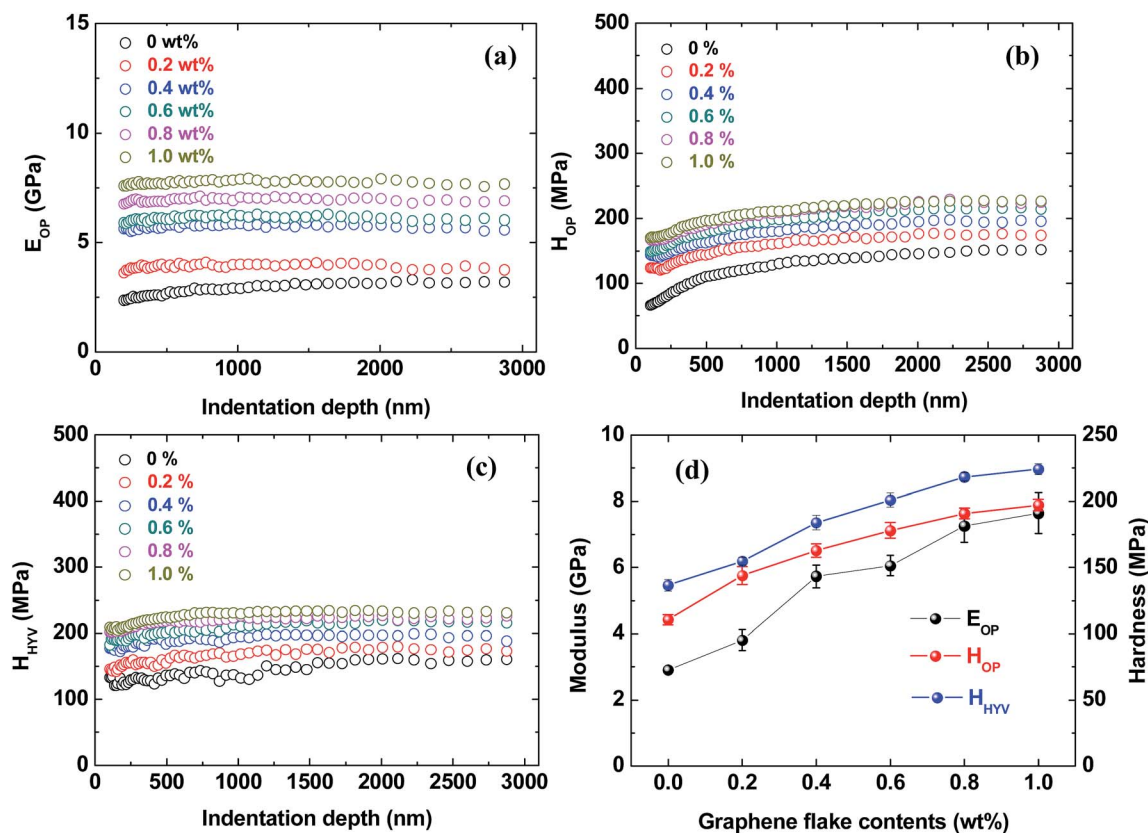 (a)
0 wt%
0.2 wt%
0.4 wt%
0.6 wt%
0.8 wt%
1.0 wt%
15
10
5
0
E_OP (GPa)
0 500 1000 1500 2000 2500 3000
Indentation depth (nm)
(b)
0 %
0.2 %
0.4 %
0.6 %
0.8 %
1.0 %
500
400
300
200
100
0
H_OP (MPa)
0 500 1000 1500 2000 2500 3000
Indentation depth (nm)
(c)
0 %
0.2 %
0.4 %
0.6 %
0.8 %
1.0 %
500
400
300
200
100
0
H_HYV (MPa)
0 500 1000 1500 2000 2500 3000
Indentation depth (nm)
(d)
10
8
6
4
2
0
Modulus (GPa)
E_OP
H_OP
H_HYV
250
200
150
100
50
0
Hardness (MPa)
0.0 0.2 0.4 0.6 0.8 1.0
Graphene flake contents (wt%)